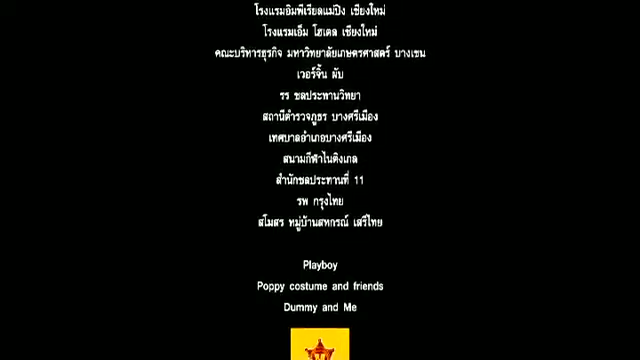 โรงแรมอิมพีเรียลแม่ปิง เชียงใหม่
โรงแรมเอ็ม โฮเตล เชียงใหม่
คณะบริหารธุรกิจ มหาวิทยาลัยเกษตรศาสตร์ บางเขน
เวอร์จิ้น ผับ
รร ชลประทานวิทยา
สถานีตำรวจภูธร บางศรีเมือง
เทศบาลอำเภอบางศรีเมือง
สนามกีฬาไนติงเกล
สำนักชลประทานที่ 11
รพ กรุงไทย
สโมสร หมู่บ้านสหกรณ์ เสรีไทย
Playboy
Poppy costume and friends
Dummy and Me